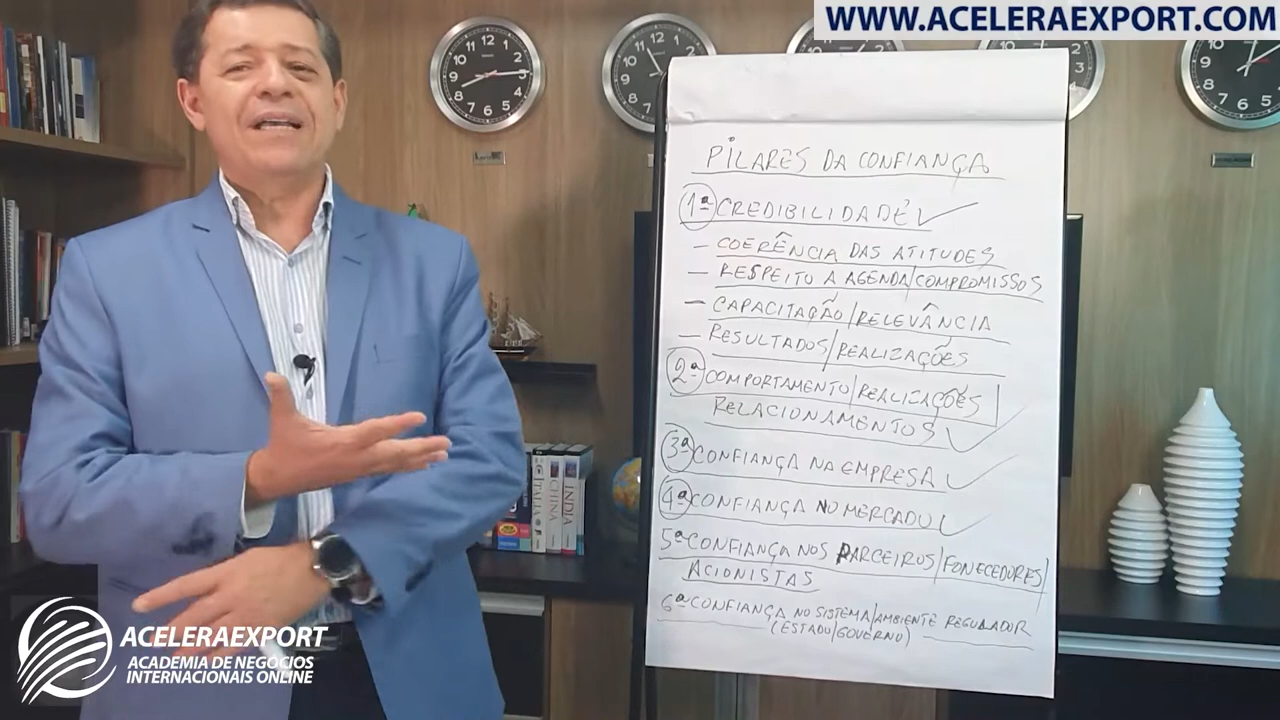 WWW.ACELERAEXPORT.COM
PILARES DA CONFIANÇA
1ª CREDIBILIDADE
- COERÊNCIA DAS ATITUDES
- RESPEITO A AGENDA/COMPROMISSOS
- CAPACITAÇÃO/RELEVÂNCIA
- RESULTADOS/REALIZAÇÕES
2ª COMPORTAMENTO/REALIZAÇÕES
RELACIONAMENTOS
3ª CONFIANÇA NA EMPRESA
4ª CONFIANÇA NO MERCADO
5ª CONFIANÇA NOS PARCEIROS/FONECEDORES/
ACIONISTAS
6ª CONFIANÇA NO SISTEMA/AMBIENTE REGULADOR
(ESTADO/GOVERNO)
ITALIA
CHINA
INDIA
ACELERAEXPORT
ACADEMIA DE NEGÓCIOS
INTERNACIONAIS ONLINE